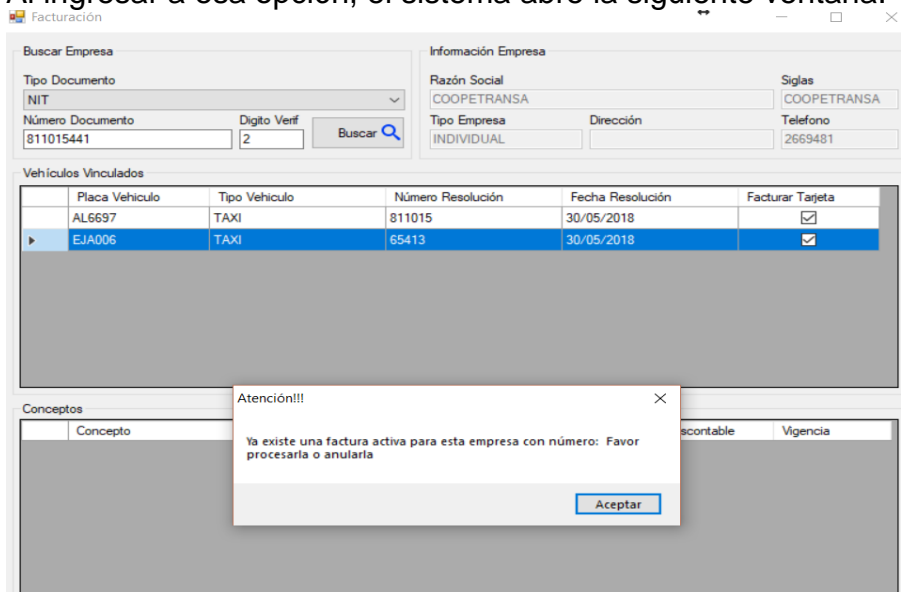 Al ingresar a esa opción, el sistema abre la siguiente ventana:
Facturación
Buscar Empresa
Información Empresa
Tipo Documento
Razón Social
Siglas
NIT
COOPETRANSA
COOPETRANSA
Número Documento
Digito Verif
Buscar
Tipo Empresa
Dirección
Telefono
811015441
2
INDIVIDUAL
2669481
Vehículos Vinculados
Placa Vehiculo Tipo Vehiculo Número Resolución Fecha Resolución Facturar Tarjeta
AL6697 TAXI 811015 30/05/2018
EJA006 TAXI 65413 30/05/2018
Atención!!!
Ya existe una factura activa para esta empresa con número: Favor
procesarla o anularla
Aceptar
Conceptos
Concepto
scontable
Vigencia